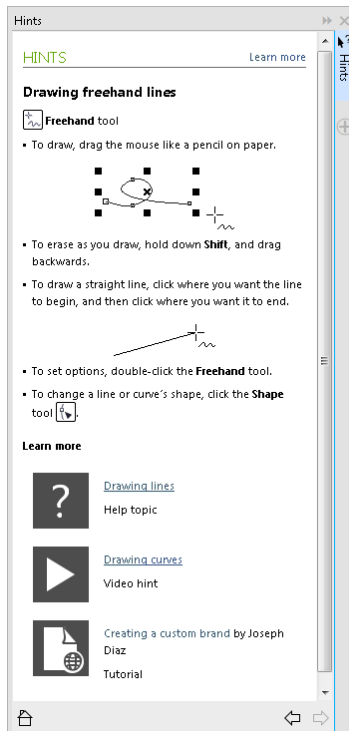 Hints
HINTS
Learn more
Drawing freehand lines
Freehand tool
• To draw, drag the mouse like a pencil on paper.
• To erase as you draw, hold down Shift, and drag
backwards.
• To draw a straight line, click where you want the line
to begin, and then click where you want it to end.
• To set options, double-click the Freehand tool.
• To change a line or curve´s shape, click the Shape
tool .
Learn more
?
Drawing lines
Help topic
Drawing curves
Video hint
Creating a custom brand by Joseph
Diaz
Tutorial
Hints